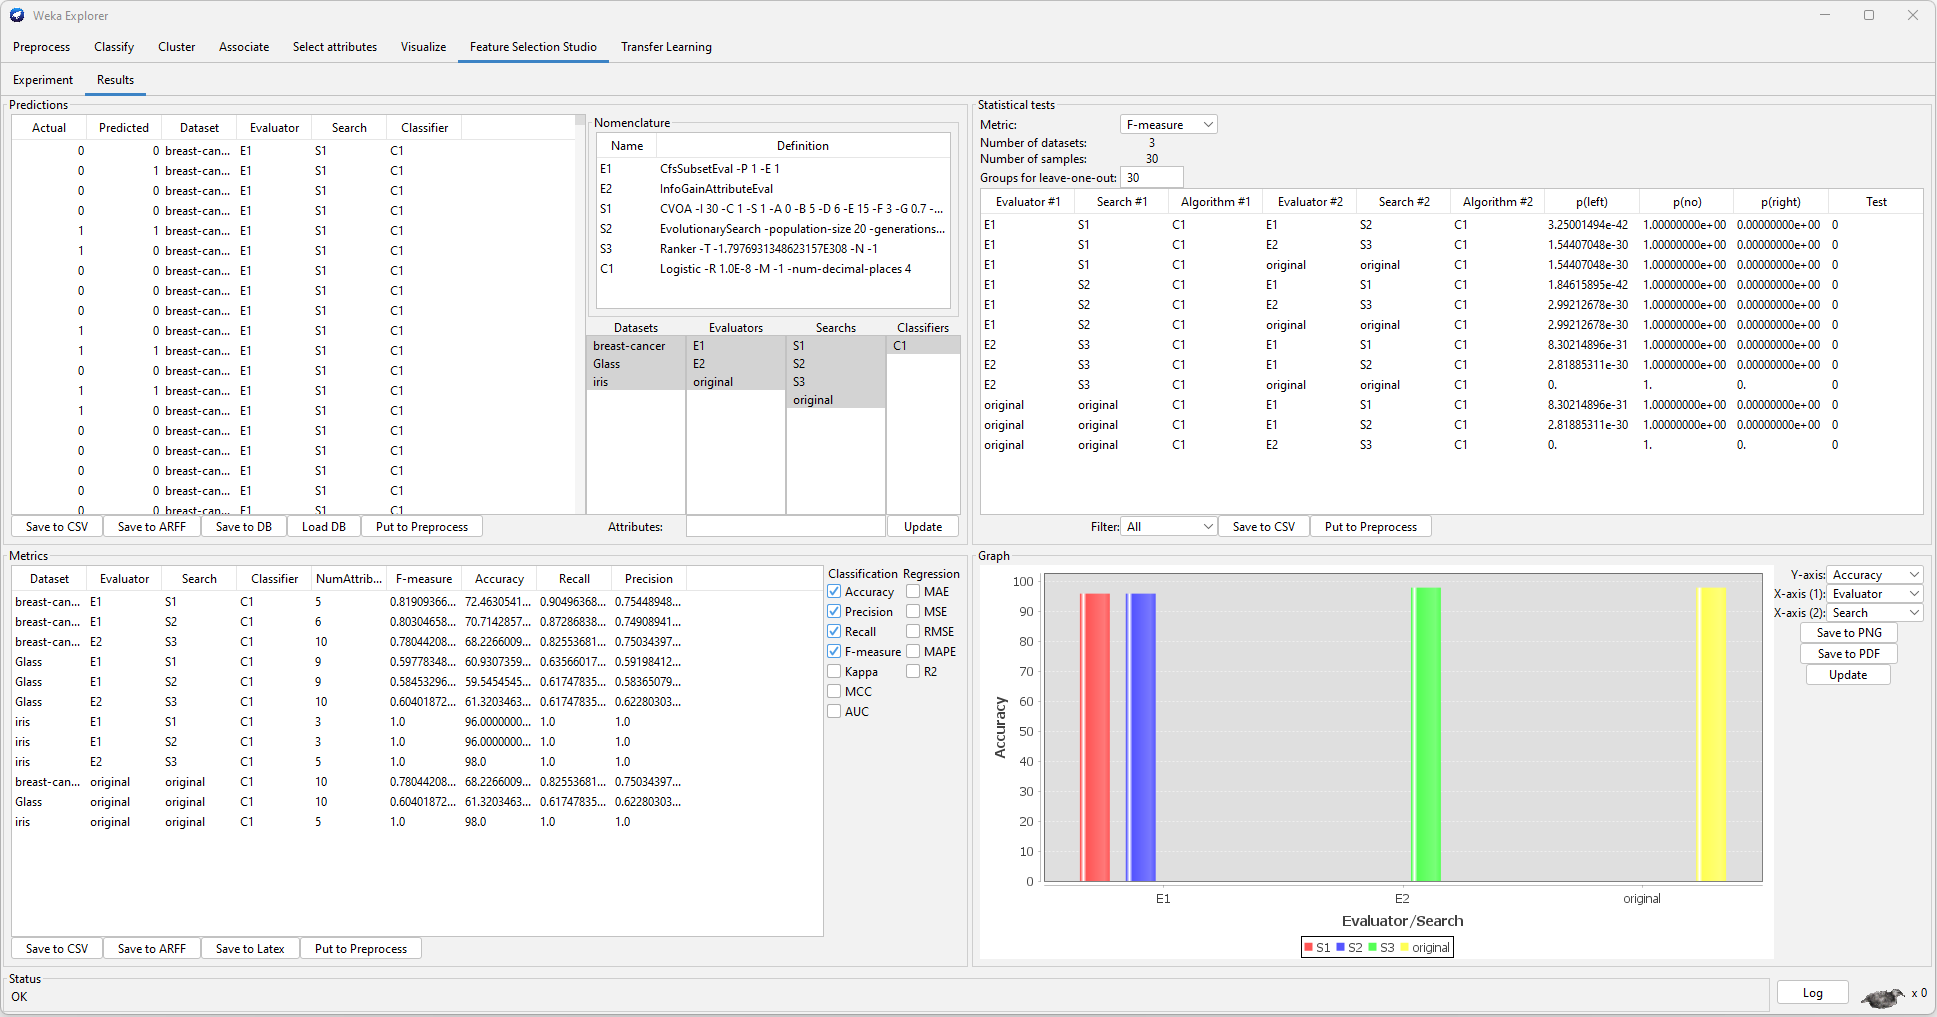 Weka Explorer
Preprocess Classify Cluster Associate Select attributes Visualize Feature Selection Studio Transfer Learning
Experiment Results
Predictions
Actual Predicted Dataset Evaluator Search Classifier
0 0 breast-can... E1 S1 C1
0 1 breast-can... E1 S1 C1
0 0 breast-can... E1 S1 C1
0 0 breast-can... E1 S1 C1
1 1 breast-can... E1 S1 C1
1 0 breast-can... E1 S1 C1
0 0 breast-can... E1 S1 C1
0 0 breast-can... E1 S1 C1
0 0 breast-can... E1 S1 C1
1 0 breast-can... E1 S1 C1
1 1 breast-can... E1 S1 C1
0 0 breast-can... E1 S1 C1
1 1 breast-can... E1 S1 C1
1 0 breast-can... E1 S1 C1
0 0 breast-can... E1 S1 C1
0 0 breast-can... E1 S1 C1
0 0 breast-can... E1 S1 C1
0 0 breast-can... E1 S1 C1
0 0 breast-can... E1 S1 C1
Save to CSV Save to ARFF Save to DB Load DB Put to Preprocess
Nomenclature
Name Definition
E1 CfsSubsetEval -P 1 -E 1
E2 InfoGainAttributeEval
S1 CVOA -I 30 -C 1 -S 1 -A 0 -B 5 -D 6 -E 15 -F 3 -G 0.7 -...
S2 EvolutionarySearch -population-size 20 -generations...
S3 Ranker -T -1.7976931348623157E308 -N -1
C1 Logistic -R 1.0E-8 -M -1 -num-decimal-places 4
Datasets Evaluators Searchs Classifiers
breast-cancer E1 S1 C1
Glass E2 S2
iris original S3
original
Attributes: Update
Statistical tests
Metric: F-measure
Number of datasets: 3
Number of samples: 30
Groups for leave-one-out: 30
Evaluator #1 Search #1 Algorithm #1 Evaluator #2 Search #2 Algorithm #2 p(left) p(no) p(right) Test
E1 S1 C1 E1 S2 C1 3.25001494e-42 1.00000000e+00 0.00000000e+00 0
E1 S1 C1 E2 S3 C1 1.54407048e-30 1.00000000e+00 0.00000000e+00 0
E1 S1 C1 original original C1 1.54407048e-30 1.00000000e+00 0.00000000e+00 0
E1 S2 C1 E1 S1 C1 1.84615895e-42 1.00000000e+00 0.00000000e+00 0
E1 S2 C1 E2 S3 C1 2.99212678e-30 1.00000000e+00 0.00000000e+00 0
E1 S2 C1 original original C1 2.99212678e-30 1.00000000e+00 0.00000000e+00 0
E2 S3 C1 E1 S1 C1 8.30214896e-31 1.00000000e+00 0.00000000e+00 0
E2 S3 C1 E1 S2 C1 2.81885311e-30 1.00000000e+00 0.00000000e+00 0
E2 S3 C1 original original C1 0. 1. 0. 0
original original C1 E1 S1 C1 8.30214896e-31 1.00000000e+00 0.00000000e+00 0
original original C1 E1 S2 C1 2.81885311e-30 1.00000000e+00 0.00000000e+00 0
original original C1 E2 S3 C1 0. 1. 0. 0
Filter: All Save to CSV Put to Preprocess
Metrics
Dataset Evaluator Search Classifier NumAttrib... F-measure Accuracy Recall Precision
breast-can... E1 S1 C1 5 0.81909366... 72.4630541... 0.90496368... 0.75448948...
breast-can... E1 S2 C1 6 0.80304658... 70.7142857... 0.87286838... 0.74908941...
breast-can... E2 S3 C1 10 0.78044208... 68.2266009... 0.82553681... 0.75034397...
Glass E1 S1 C1 9 0.59778348... 60.9307359... 0.63566017... 0.59198412...
Glass E1 S2 C1 9 0.58453296... 59.5454545... 0.61747835... 0.58365079...
Glass E2 S3 C1 10 0.60401872... 61.3203463... 0.61747835... 0.62280303...
iris E1 S1 C1 3 1.0 96.0000000... 1.0 1.0
iris E1 S2 C1 3 1.0 96.0000000... 1.0 1.0
iris E2 S3 C1 5 1.0 98.0 1.0 1.0
breast-can... original original C1 10 0.78044208... 68.2266009... 0.82553681... 0.75034397...
Glass original original C1 10 0.60401872... 61.3203463... 0.61747835... 0.62280303...
iris original original C1 5 1.0 98.0 1.0 1.0
Save to CSV Save to ARFF Save to Latex Put to Preprocess
Classification Regression
Accuracy MAE
Precision MSE
Recall RMSE
F-measure MAPE
Kappa R2
MCC
AUC
Graph
100
90
80
70
60
50
40
30
20
10
0
Accuracy
E1 E2 original
Evaluator/Search
S1 S2 S3 original
Y-axis: Accuracy
X-axis (1): Evaluator
X-axis (2): Search
Save to PNG
Save to PDF
Update
Status
OK
Log x 0